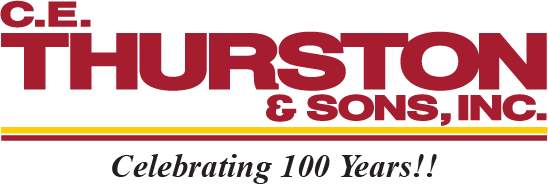 C.E.
THURSTON
& SONS, INC.
Celebrating 100 Years!!